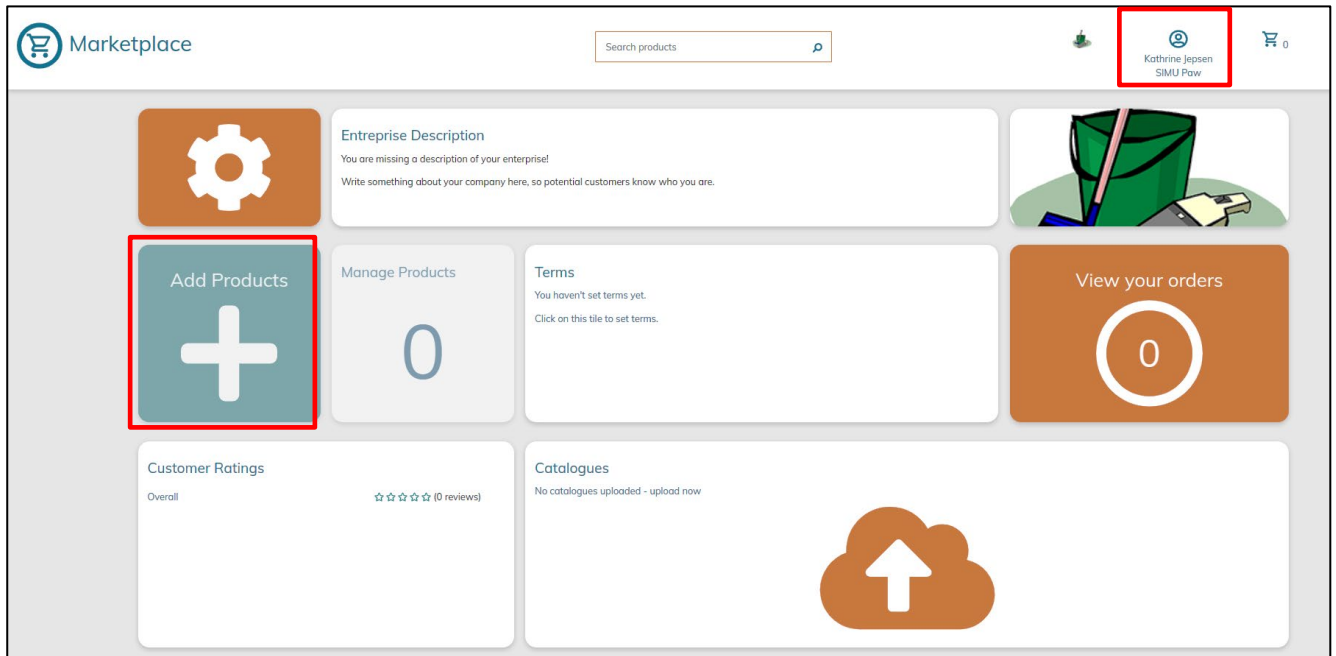 Marketplace
Search products
Kathrine Jepsen
SIMU Paw
0
Entreprise Description
You are missing a description of your enterprise!
Write something about your company here, so potential customers know who you are.
Add Products
Manage Products
0
Terms
You haven't set terms yet.
Click on this tile to set terms.
View your orders
0
Customer Ratings
Overall
(0 reviews)
Catalogues
No catalogues uploaded - upload now